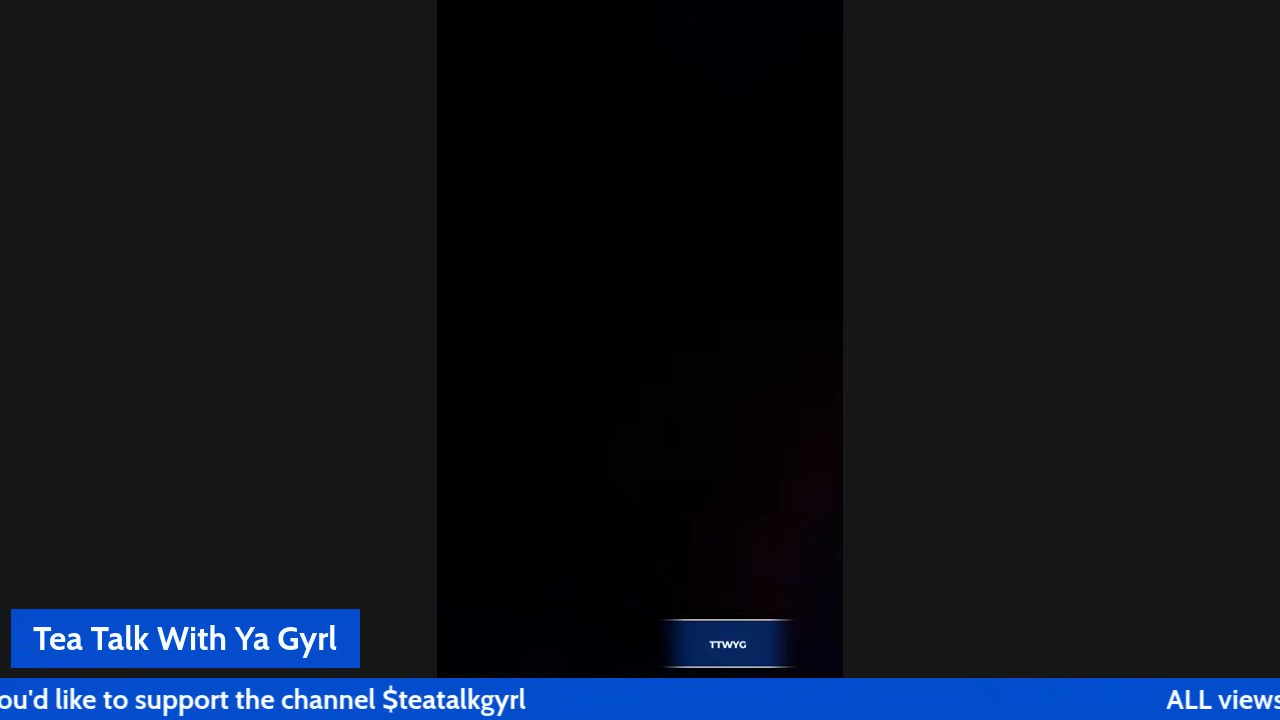 TTWYG
Tea Talk With Ya Gyrl
ou'd like to support the channel $teatalkgyrl
ALL views